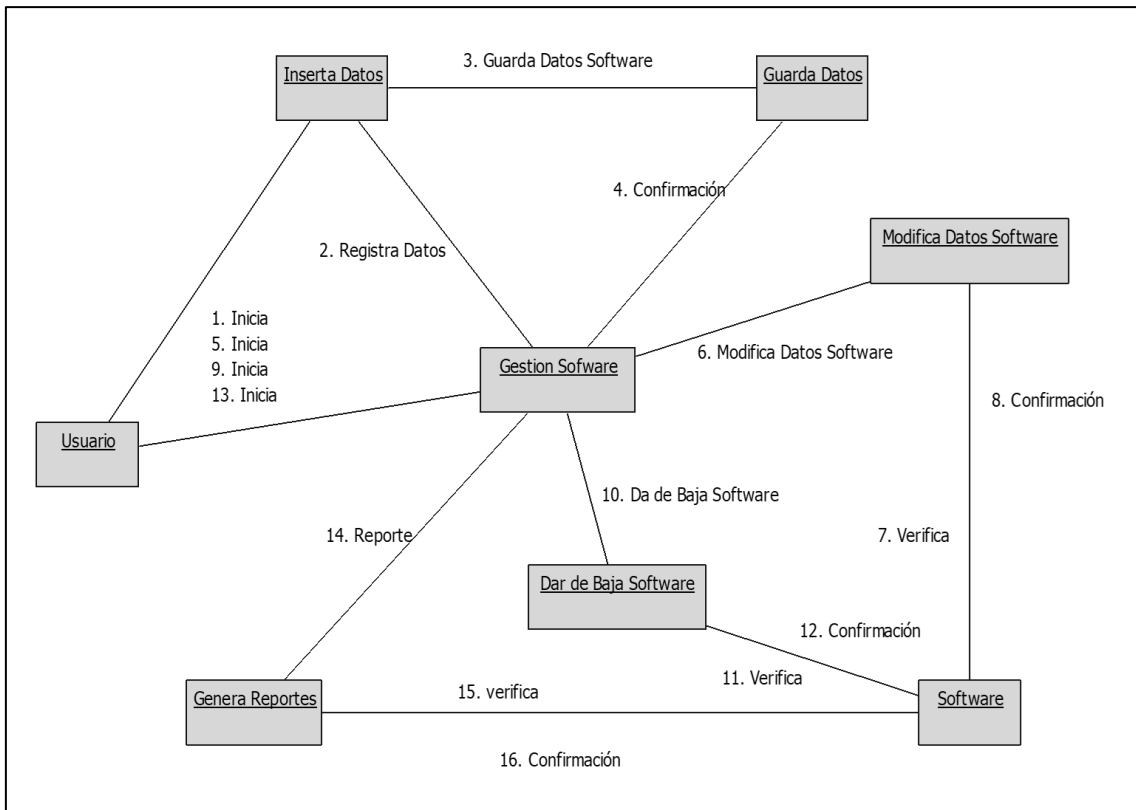 3. Guarda Datos Software
Inserta Datos
Guarda Datos
4. Confirmación
Modifica Datos Software
2. Registra Datos
1. Inicia
5. Inicia
9. Inicia
13. Inicia
Gestion Sofware
6. Modifica Datos Software
8. Confirmación
Usuario
10. Da de Baja Software
14. Reporte
7. Verifica
Dar de Baja Software
12. Confirmación
11. Verifica
Genera Reportes
15. verifica
Software
16. Confirmación